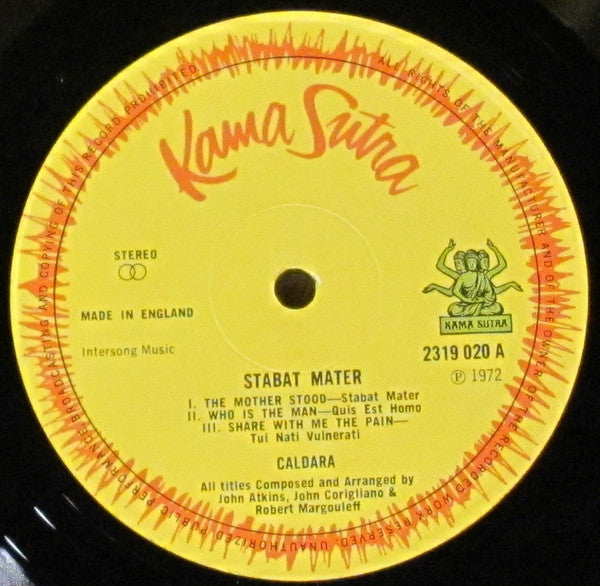 ALL RIGHTS OF THE MANUFACTURER AND OF THE OWNER OF THE RECORDED WORK RESERVED. UNAUTHORIZED PUBLIC PERFORMANCE BROADCASTING AND COPYING OF THIS RECORD PROHIBITED
Kama Sutra
STEREO
MADE IN ENGLAND
KAMA SUTRA
Intersong Music
2319 020 A
STABAT MATER
Ⓟ 1972
I. THE MOTHER STOOD—Stabat Mater
II. WHO IS THE MAN—Quis Est Homo
III. SHARE WITH ME THE PAIN—
Tui Nati Vulnerati
CALDARA
All titles Composed and Arranged by
John Atkins, John Corigliano &
Robert Margouleff